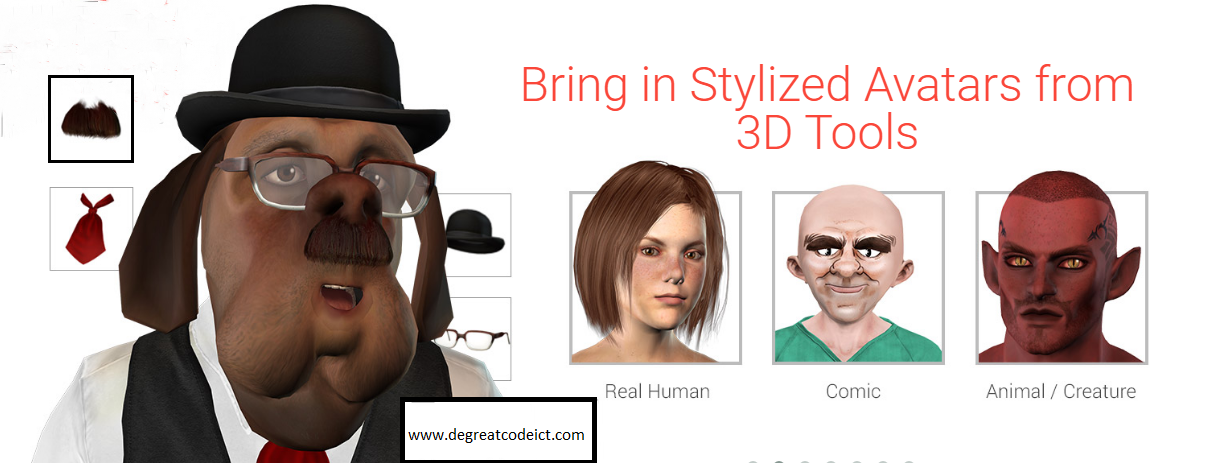 Bring in Stylized Avatars from
3D Tools
Real Human
Comic
Animal / Creature
www.degreatcodeict.com